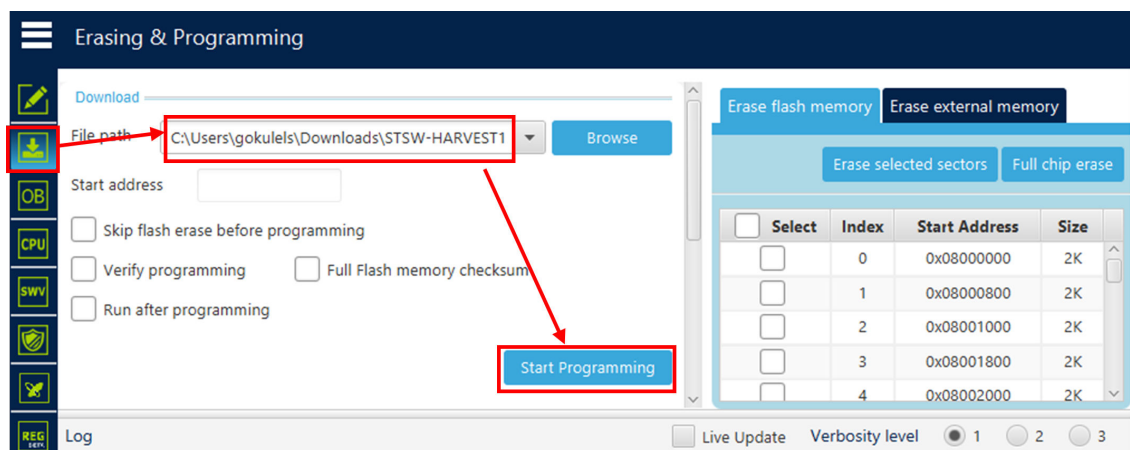 Erasing & Programming
Download
File path C:\Users\gokulels\Downloads\STSW-HARVEST1 Browse
Start address
Skip flash erase before programming
Verify programming Full Flash memory checksum
Run after programming
Start Programming
Erase flash memory Erase external memory
Erase selected sectors Full chip erase
Select Index Start Address Size
0 0x08000000 2K
1 0x08000800 2K
2 0x08001000 2K
3 0x08001800 2K
4 0x08002000 2K
OB
CPU
SWV
REG
Log Live Update Verbosity level 1 2 3